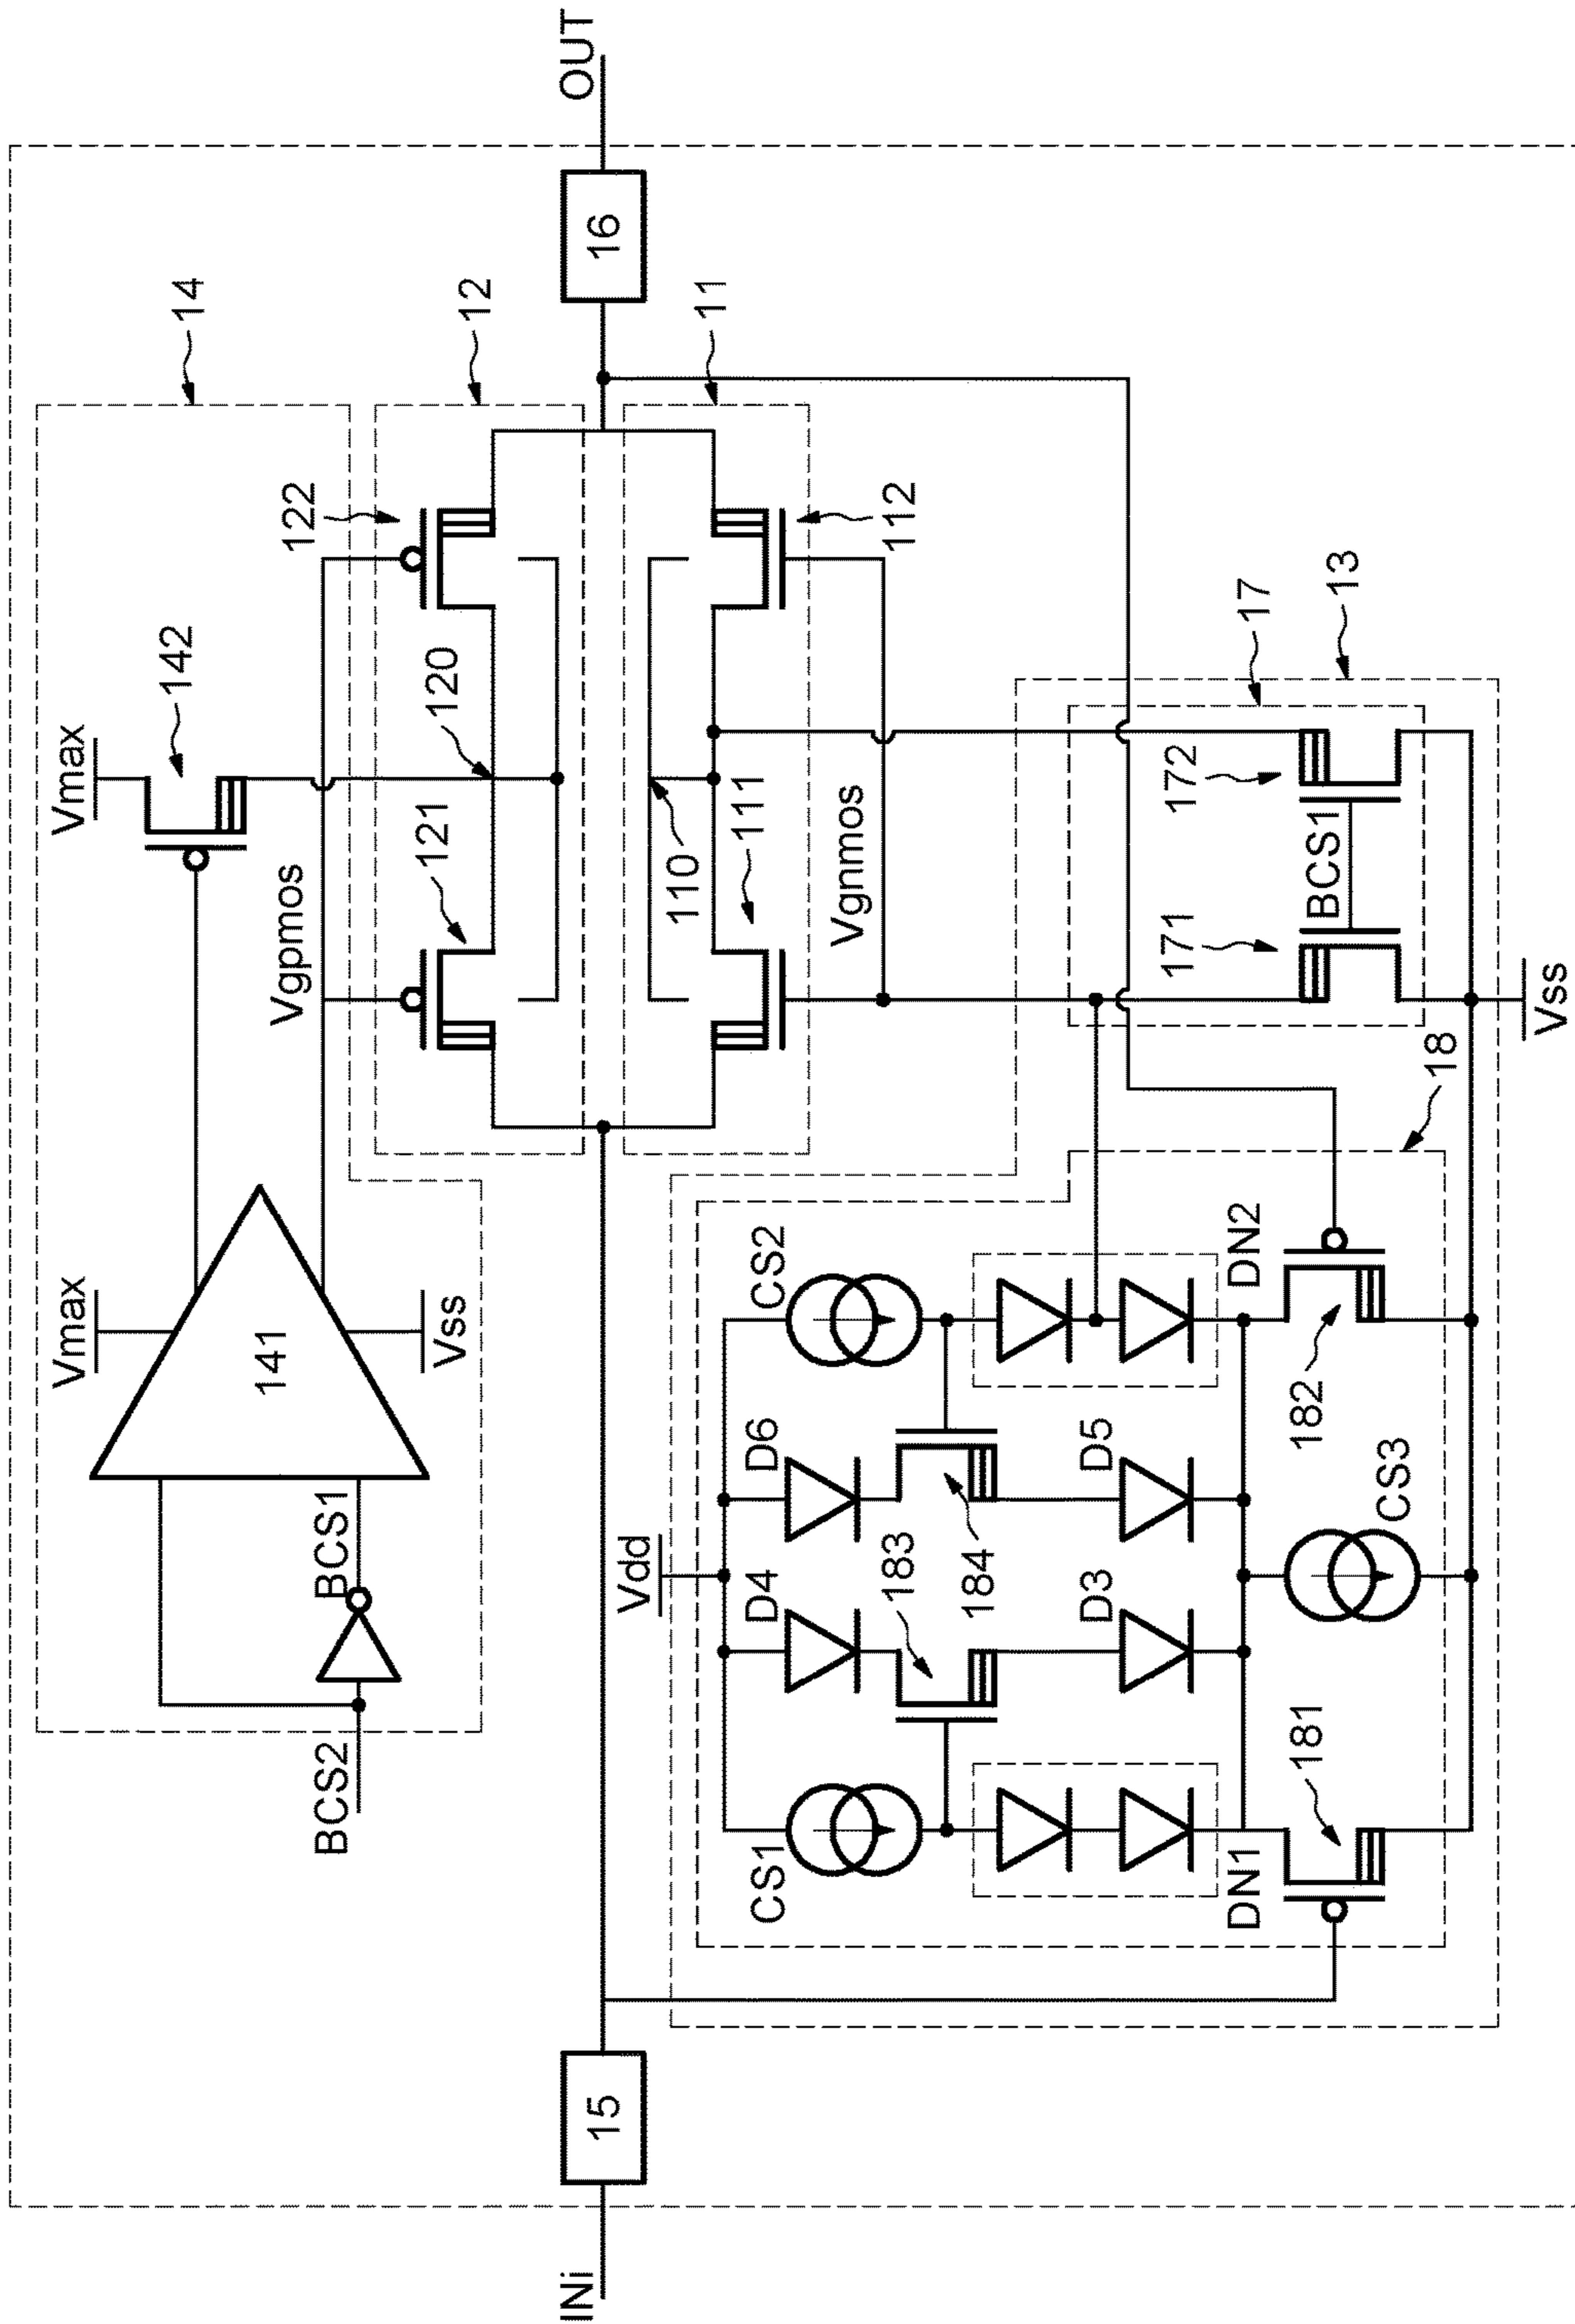 Vmax
Vmax
142
14
BCS2
BCS1
141
Vss
Vgpmos
122
12
121
120
INi
15
16
OUT
110
111
11
112
Vgnmos
Vdd
CS1
D4
D6
CS2
183
184
D3
D5
DN1
DN2
181
CS3
182
18
171
BCS1
172
17
13
Vss